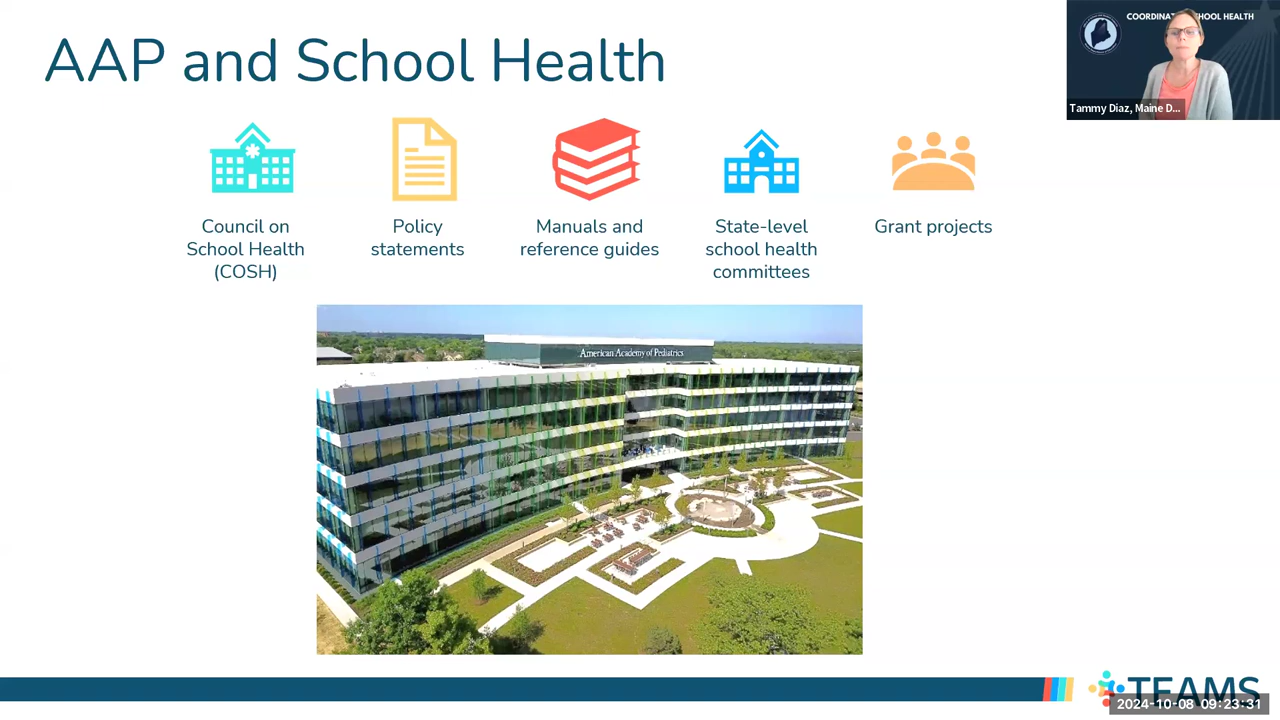 AAP and School Health
COORDINAT SCHOOL HEALTH
Tammy Diaz, Maine D...
Council on
School Health
(COSH)
Policy
statements
Manuals and
reference guides
State-level
school health
committees
Grant projects
American Academy of Pediatrics
TEAMS
2024-10-08 09:23:31